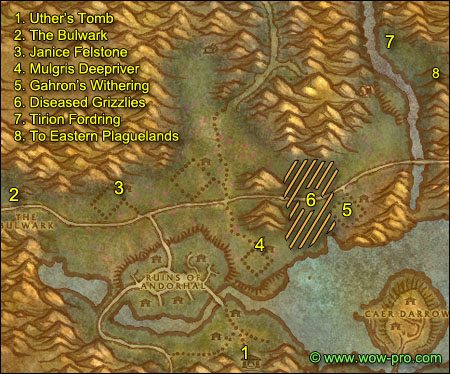 1. Uther's Tomb
2. The Bulwark
3. Janice Felstone
4. Mulgris Deepriver
5. Gahron's Withering
6. Diseased Grizzlies
7. Tirion Fordring
8. To Eastern Plaguelands
7
8
2
3
6
5
THE
BULWARK
4
RUINS OF
ANDORHAL
CAER DARROW
1
© www.wow-pro.com